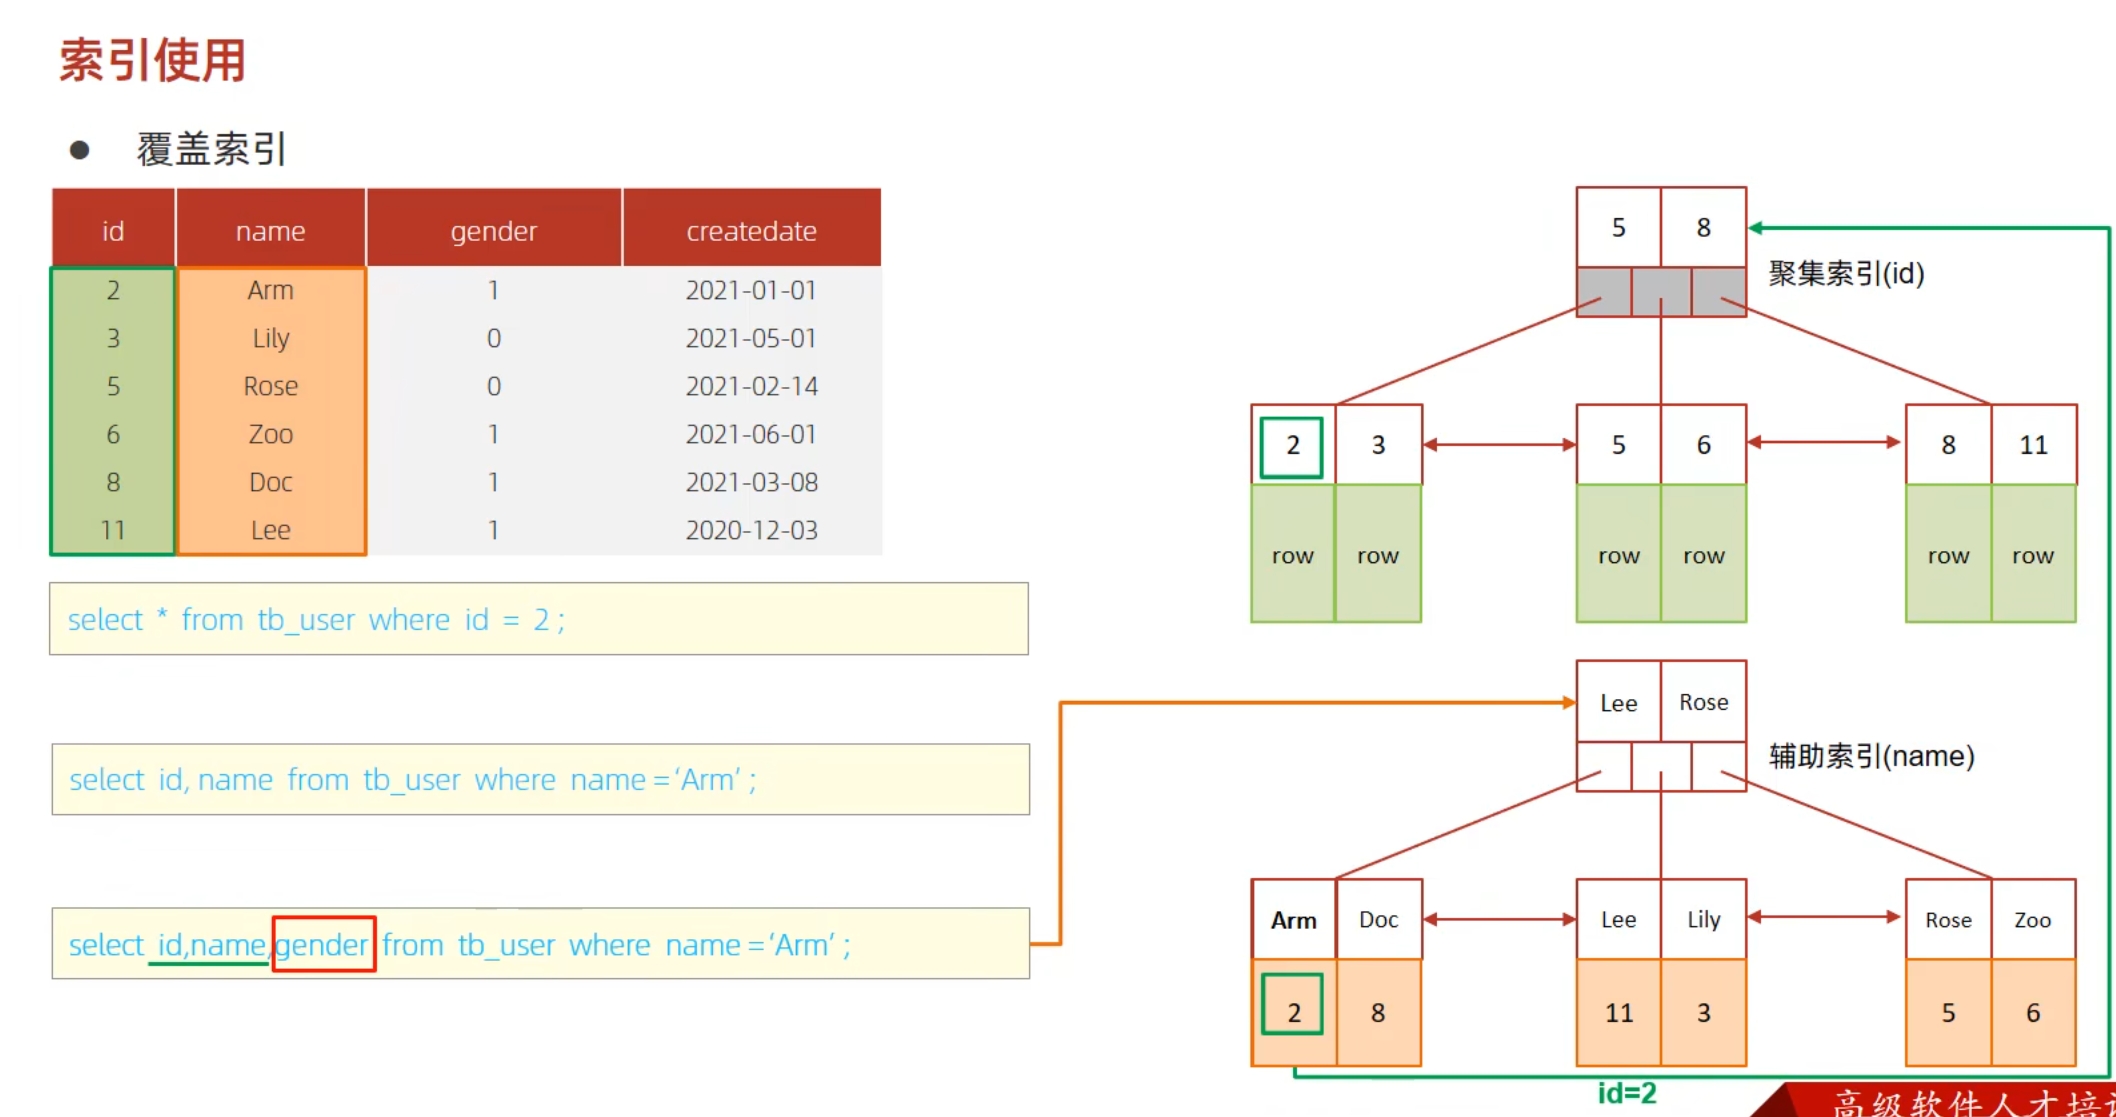 索引使用
● 覆盖索引
id name gender createdate
2 Arm 1 2021-01-01
3 Lily 0 2021-05-01
5 Rose 0 2021-02-14
6 Zoo 1 2021-06-01
8 Doc 1 2021-03-08
11 Lee 1 2020-12-03
select * from tb_user where id = 2 ;
select id, name from tb_user where name =‘Arm’ ;
select id,name,gender from tb_user where name =‘Arm’ ;
5 8
聚集索引(id)
2 3 5 6 8 11
row row row row row row
Lee Rose
辅助索引(name)
Arm Doc Lee Lily Rose Zoo
2 8 11 3 5 6
id=2
高级软件人才培